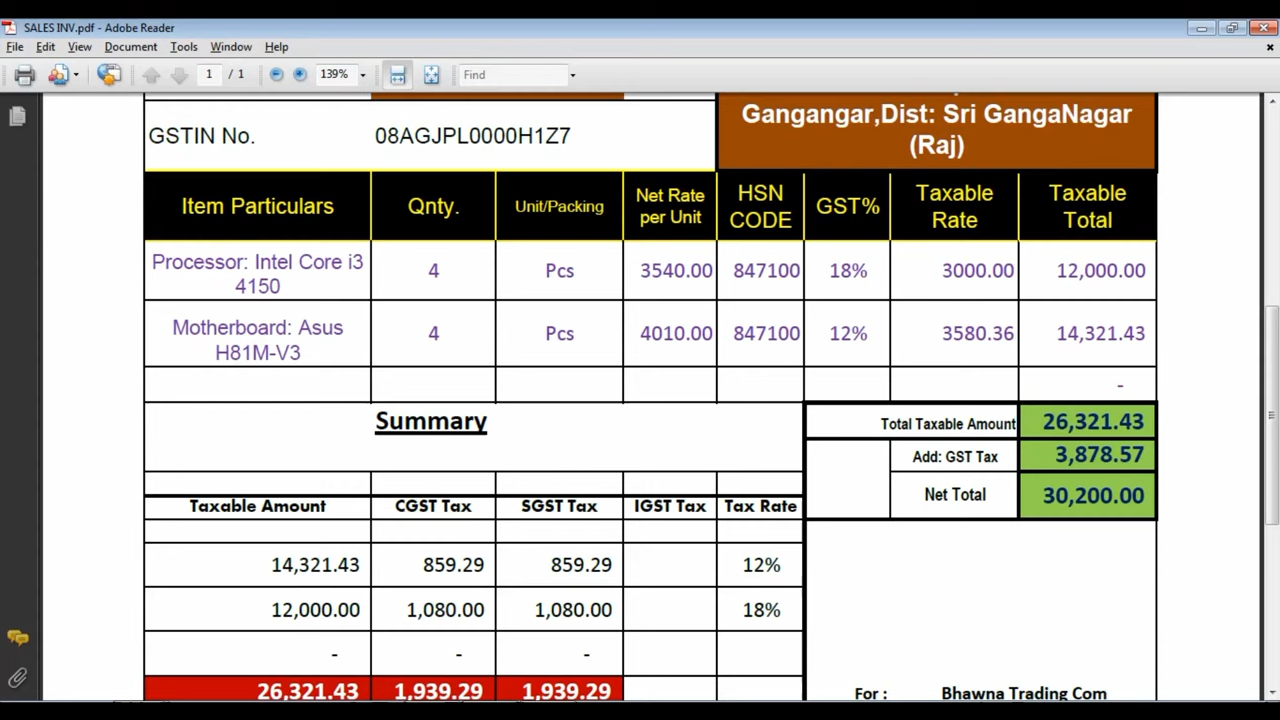 SALES INV.pdf - Adobe Reader
File Edit View Document Tools Window Help
1 / 1 139% Find
Gangangar,Dist: Sri GangaNagar
(Raj)
GSTIN No. 08AGJPL0000H1Z7
Item Particulars Qnty. Unit/Packing Net Rate per Unit HSN CODE GST% Taxable Rate Taxable Total
Processor: Intel Core i3 4150 4 Pcs 3540.00 847100 18% 3000.00 12,000.00
Motherboard: Asus H81M-V3 4 Pcs 4010.00 847100 12% 3580.36 14,321.43
-
Summary
Total Taxable Amount 26,321.43
Add: GST Tax 3,878.57
Net Total 30,200.00
Taxable Amount CGST Tax SGST Tax IGST Tax Tax Rate
14,321.43 859.29 859.29 12%
12,000.00 1,080.00 1,080.00 18%
- - -
26,321.43 1,939.29 1,939.29
For : Bhawna Trading Com